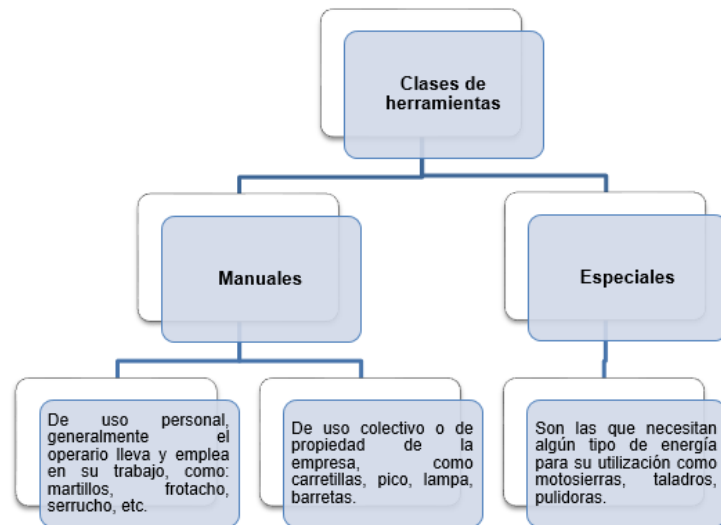 Clases de
herramientas
Manuales
Especiales
De uso personal,
generalmente el
operario lleva y emplea
en su trabajo, como:
martillos, frotacho,
serrucho, etc.
De uso colectivo o de
propiedad de la
empresa, como
carretillas, pico, lampa,
barretas.
Son las que necesitan
algún tipo de energía
para su utilización como
motosierras, taladros,
pulidoras.